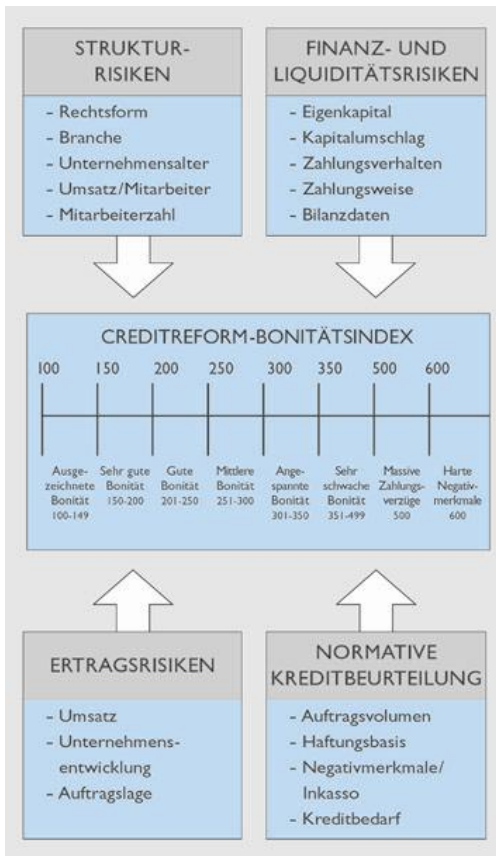 STRUKTUR-
RISIKEN
- Rechtsform
- Branche
- Unternehmensalter
- Umsatz/Mitarbeiter
- Mitarbeiterzahl
FINANZ- UND
LIQUIDITÄTSRISIKEN
- Eigenkapital
- Kapitalumschlag
- Zahlungsverhalten
- Zahlungsweise
- Bilanzdaten
CREDITREFORM-BONITÄTSINDEX
100 150 200 250 300 350 500 600
Ausge-
zeichnete
Bonität
100-149
Sehr gute
Bonität
150-200
Gute
Bonität
201-250
Mittlere
Bonität
251-300
Ange-
spannte
Bonität
301-350
Sehr
schwache
Bonität
351-499
Massive
Zahlungs-
verzüge
500
Harte
Negativ-
merkmale
600
ERTRAGSRISIKEN
- Umsatz
- Unternehmens-
entwicklung
- Auftragslage
NORMATIVE
KREDITBEURTEILUNG
- Auftragsvolumen
- Haftungsbasis
- Negativmerkmale/
Inkasso
- Kreditbedarf